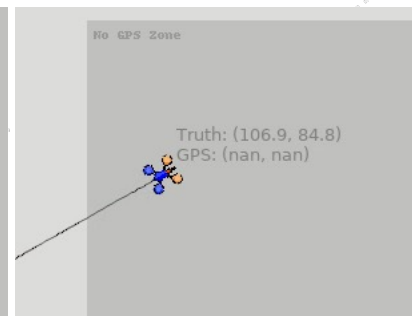 No GPS Zone
Truth: (106.9, 84.8)
GPS: (nan, nan)